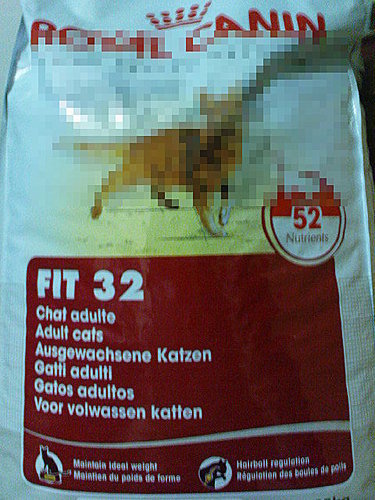 ROYAL CANIN
52
Nutrients
FIT 32
Chat adulte
Adult cats
Ausgewachsene Katzen
Gatti adulti
Gatos adultos
Voor volwassen katten
Maintain ideal weight
Maintien du poids de forme
Hairball regulation
Régulation des boules de poils